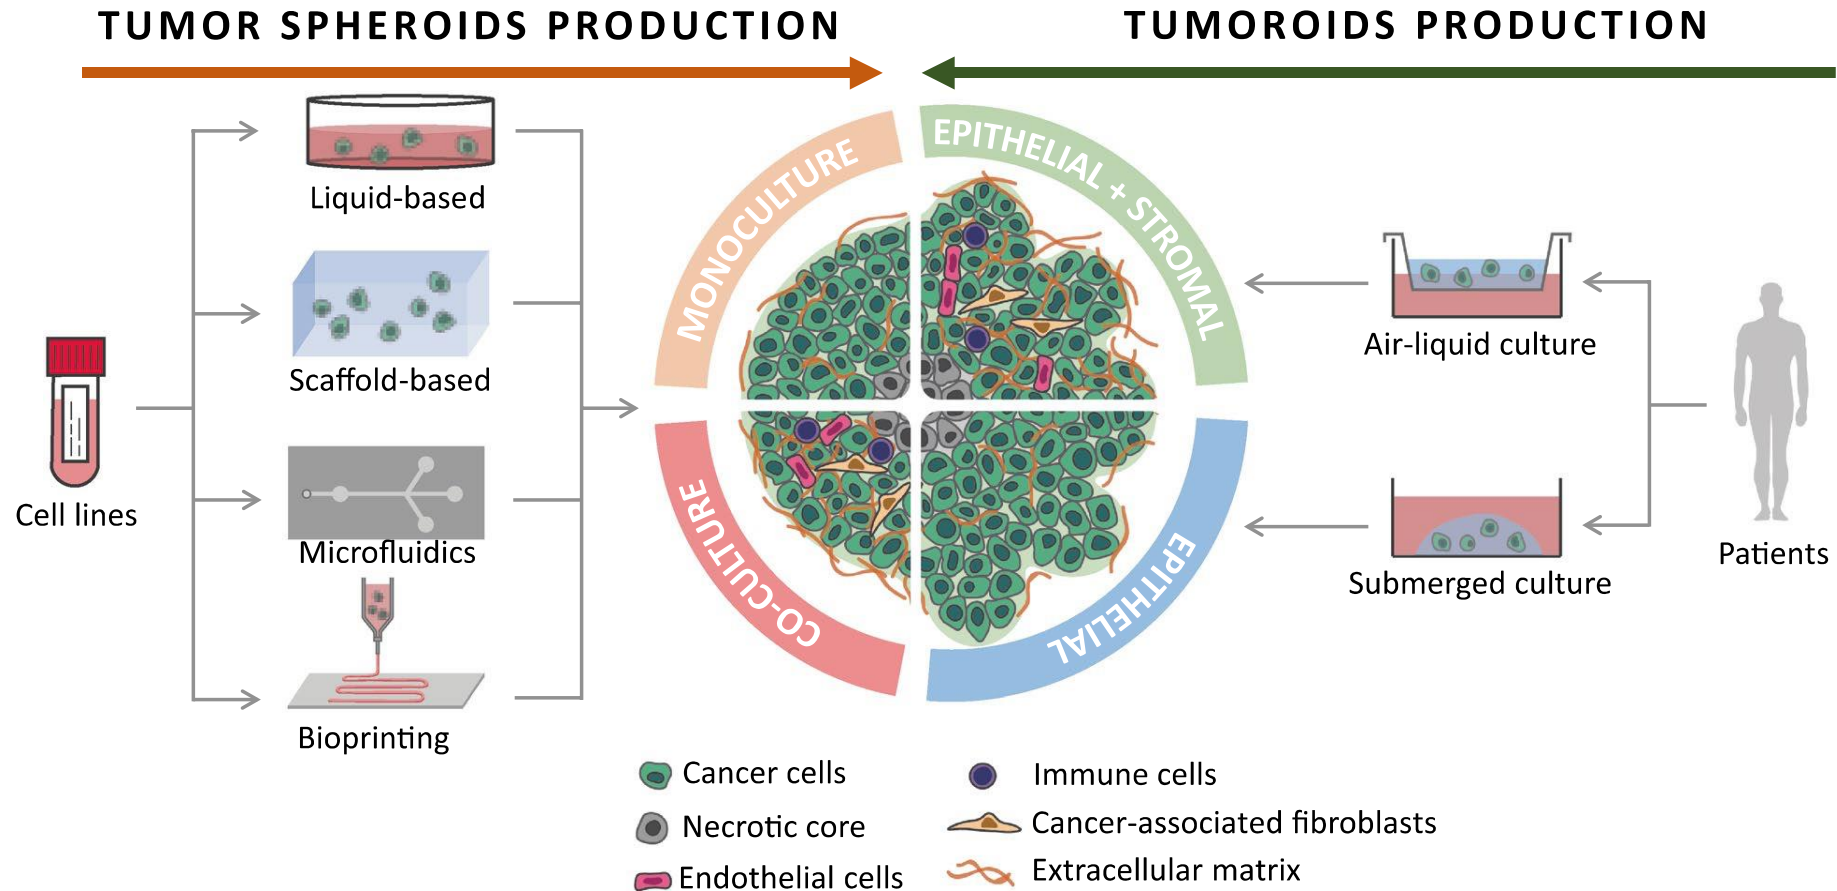 TUMOR SPHEROIDS PRODUCTION
TUMOROIDS PRODUCTION
Liquid-based
Scaffold-based
Microfluidics
Bioprinting
Cell lines
MONOCULTURE
EPITHELIAL + STROMAL
CO-CULTURE
EPITHELIAL
Air-liquid culture
Submerged culture
Patients
Cancer cells
Necrotic core
Endothelial cells
Immune cells
Cancer-associated fibroblasts
Extracellular matrix